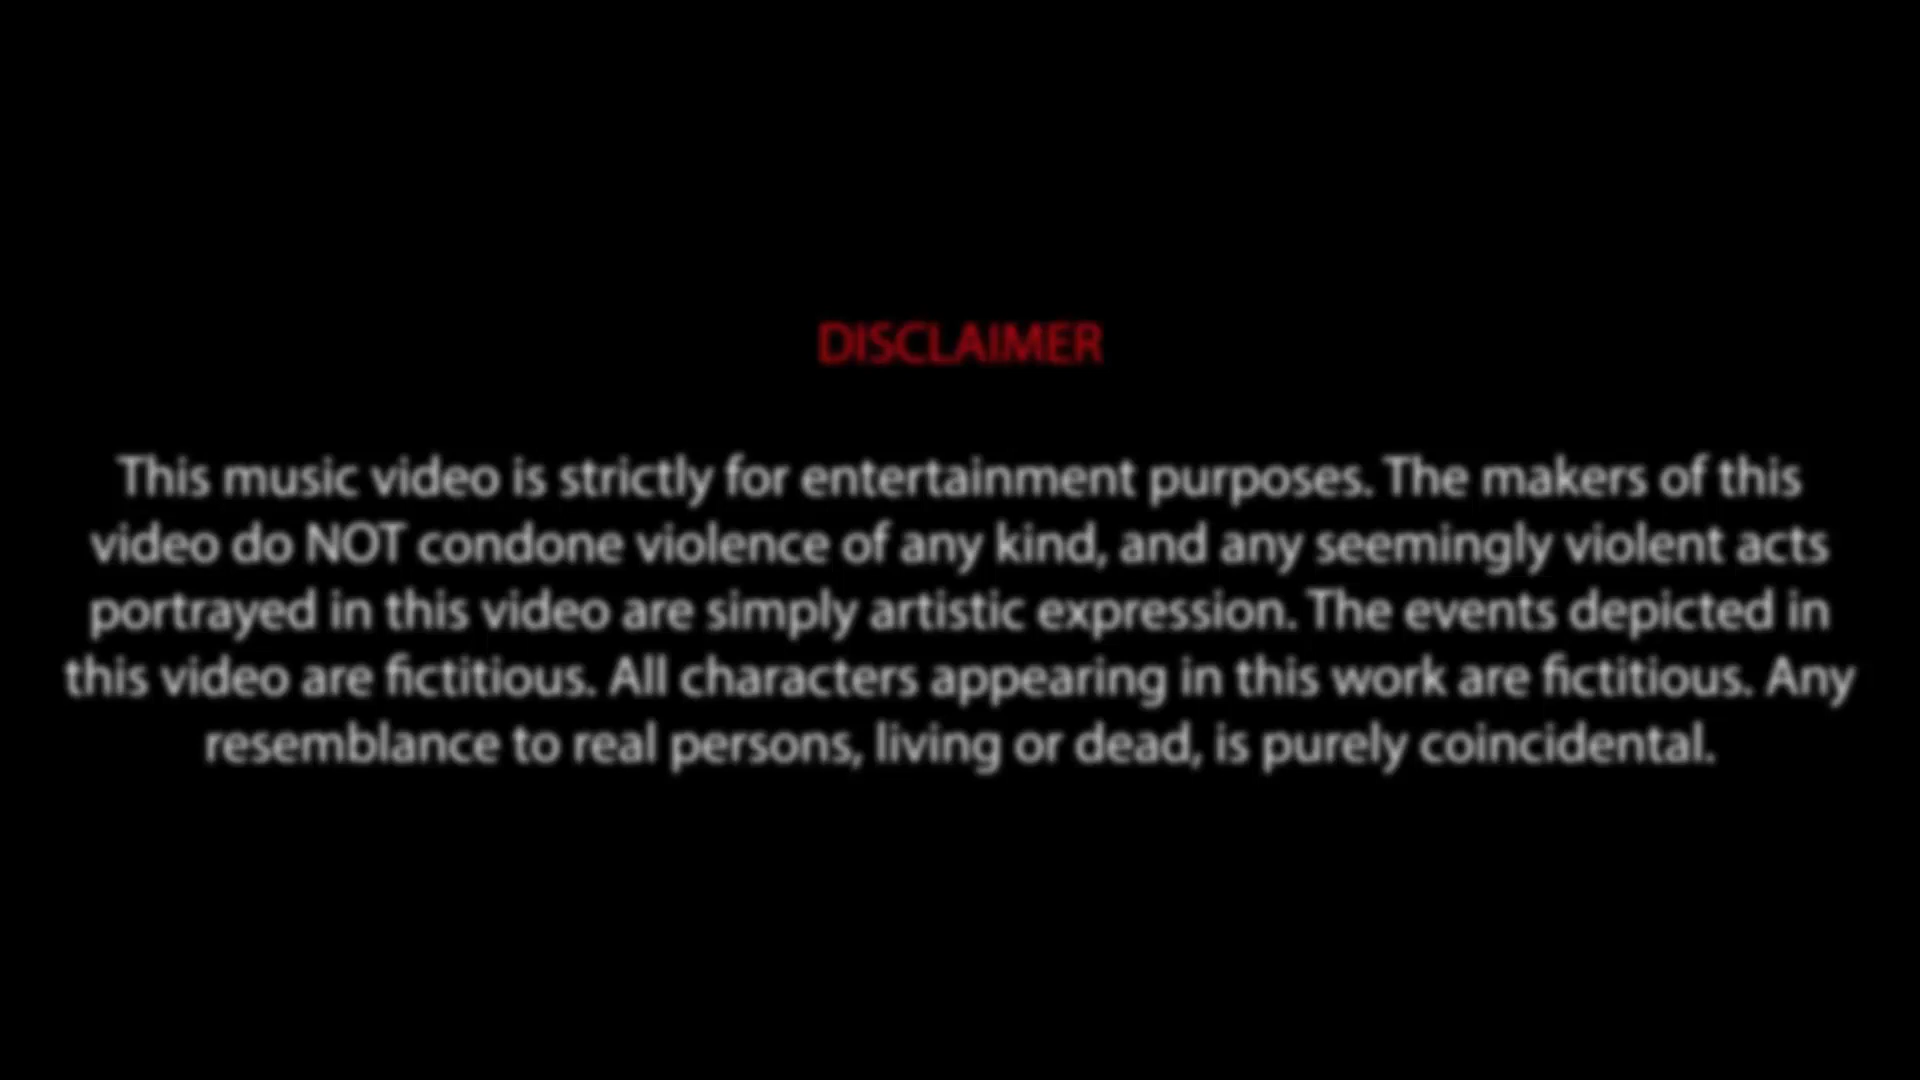 DISCLAIMER
This music video is strictly for entertainment purposes. The makers of this
video do NOT condone violence of any kind, and any seemingly violent acts
portrayed in this video are simply artistic expression. The events depicted in
this video are fictitious. All characters appearing in this work are fictitious. Any
resemblance to real persons, living or dead, is purely coincidental.